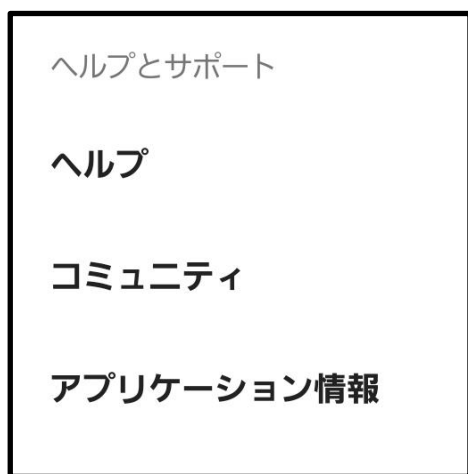 ヘルプとサポート
ヘルプ
コミュニティ
アプリケーション情報